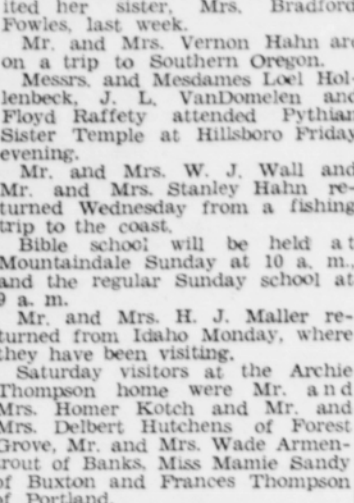 ited her sister, Mrs. Bradford
Fowles, last week.
Mr. and Mrs. Vernon Hahn are
on a trip to Southern Oregon.
Messrs. and Mesdames Loel Hol-
lenbeck, J. L. VanDomelen and
Floyd Raffety attended Pythian
Sister Temple at Hillsboro Friday
evening.
Mr. and Mrs. W. J. Wall and
Mr. and Mrs. Stanley Hahn re-
turned Wednesday from a fishing
trip to the coast.
Bible school will be held at
Mountaindale Sunday at 10 a. m.,
and the regular Sunday school at
9 a. m.
Mr. and Mrs. H. J. Maller re-
turned from Idaho Monday, where
they have been visiting.
Saturday visitors at the Archie
Thompson home were Mr. and
Mrs. Homer Kotch and Mr. and
Mrs. Delbert Hutchens of Forest
Grove, Mr. and Mrs. Wade Armen-
trout of Banks, Miss Mamie Sandy
of Buxton and Frances Thompson
of Portland.